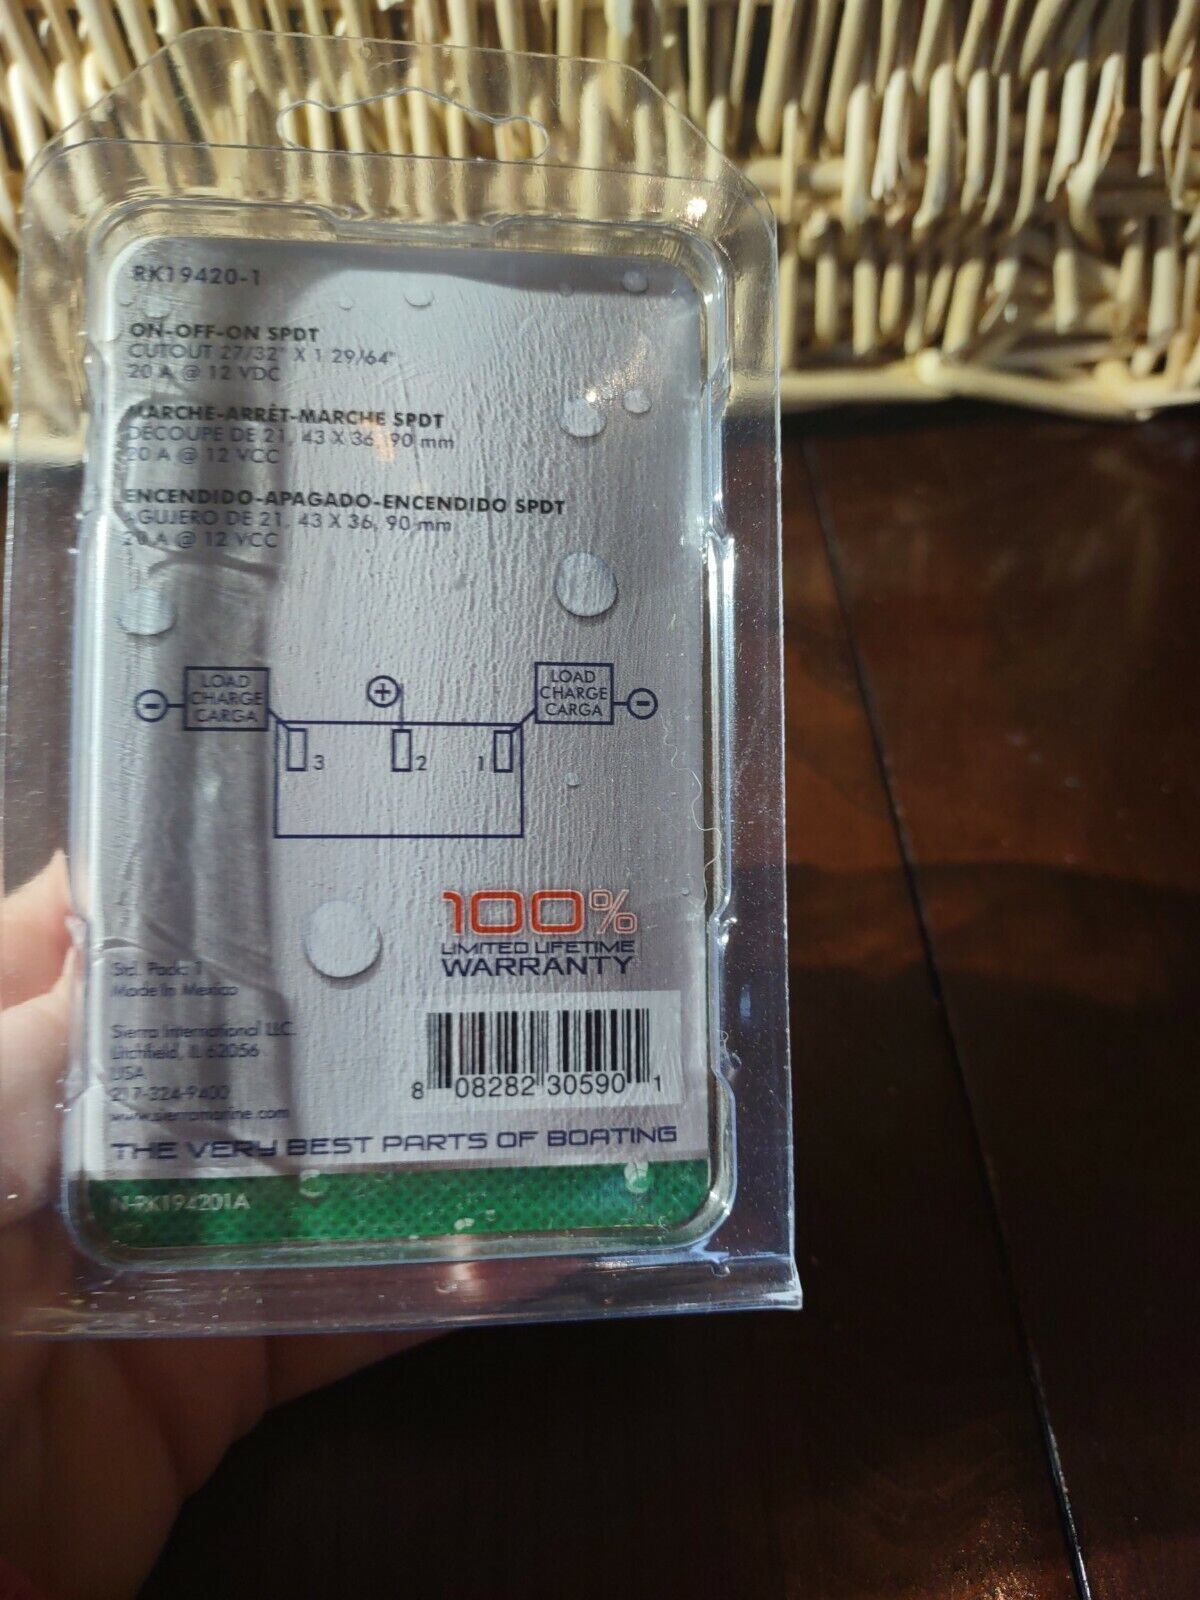 RK19420-1
ON-OFF-ON SPDT
CUTOUT 27/32" X 1 29/64"
20 A @ 12 VDC
MARCHE-ARRÊT-MARCHE SPDT
DÉCOUPE DE 21, 43 X 36, 90 mm
20 A @ 12 VCC
ENCENDIDO-APAGADO-ENCENDIDO SPDT
AGUJERO DE 21, 43 X 36, 90 mm
20 A @ 12 VCC
LOAD
CHARGE
CARGA
LOAD
CHARGE
CARGA
3 2 1
100%
LIMITED LIFETIME
WARRANTY
Std. Pack: 1
Made In Mexico
Sierra International LLC.
Litchfield, IL 62056
USA
217-324-9400
www.sierramarine.com
8 08282 30590 1
THE VERY BEST PARTS OF BOATING
N-RK194201A